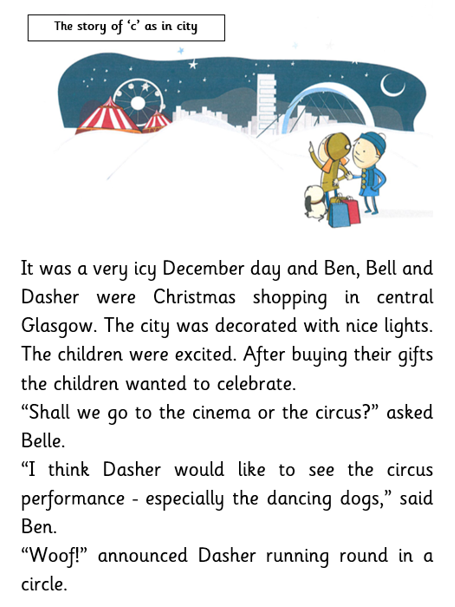 The story of ‘c’ as in city
It was a very icy December day and Ben, Bell and
Dasher were Christmas shopping in central
Glasgow. The city was decorated with nice lights.
The children were excited. After buying their gifts
the children wanted to celebrate.
“Shall we go to the cinema or the circus?” asked
Belle.
“I think Dasher would like to see the circus
performance - especially the dancing dogs,” said
Ben.
“Woof!” announced Dasher running round in a
circle.